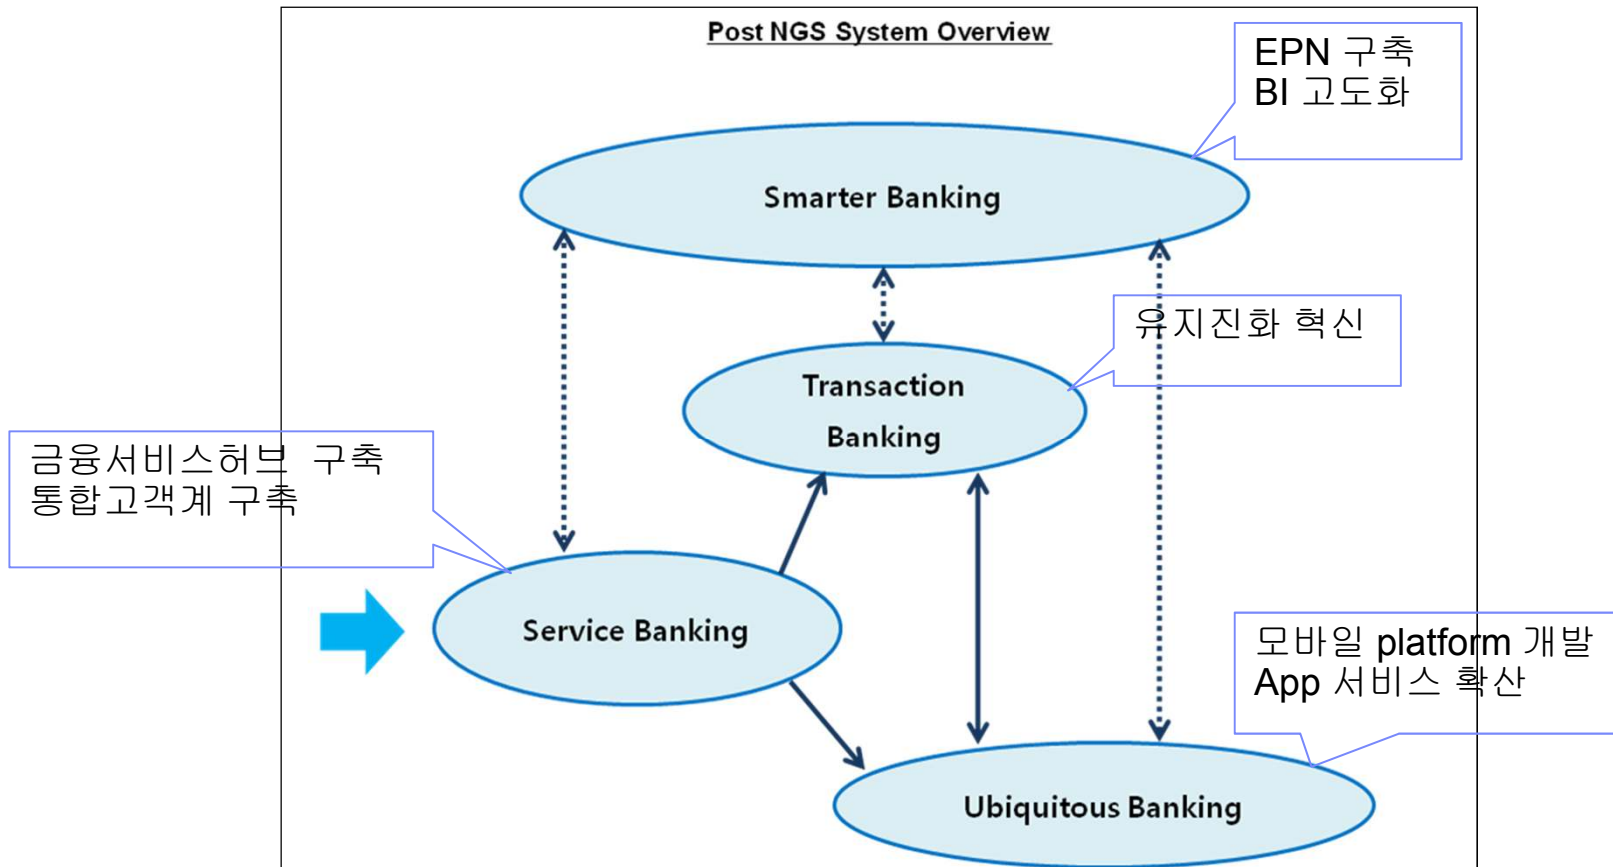 Post NGS System Overview
EPN 구축
BI 고도화
Smarter Banking
유지진화 혁신
Transaction
Banking
금융서비스허브 구축
통합고객계 구축
Service Banking
모바일 platform 개발
App 서비스 확산
Ubiquitous Banking